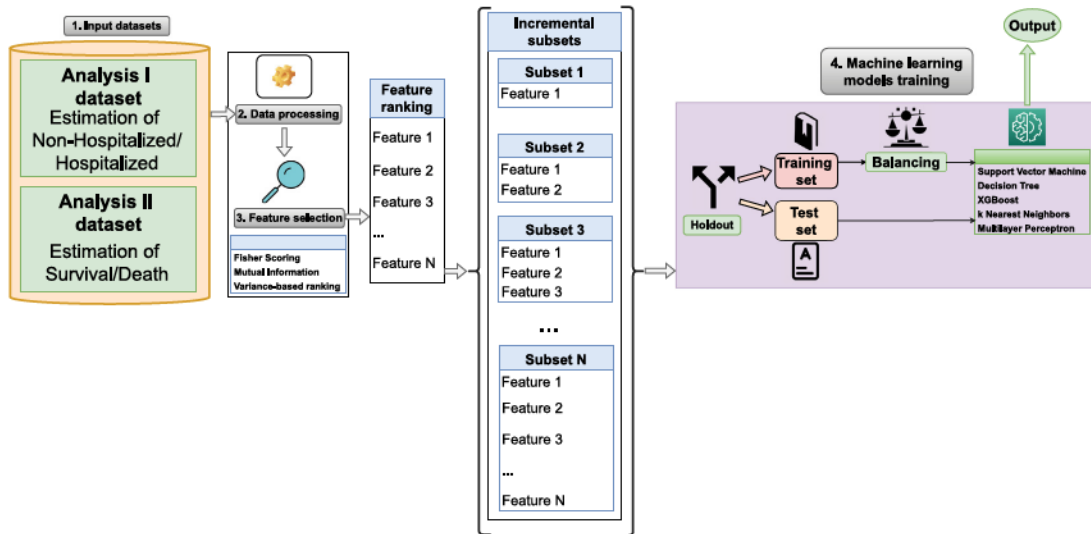 1. Input datasets
Analysis I
dataset
Estimation of
Non-Hospitalized/
Hospitalized
Analysis II
dataset
Estimation of
Survival/Death
2. Data processing
3. Feature selection
Fisher Scoring
Mutual Information
Variance-based ranking
Feature
ranking
Feature 1
Feature 2
Feature 3
...
Feature N
Incremental
subsets
Subset 1
Feature 1
Subset 2
Feature 1
Feature 2
Subset 3
Feature 1
Feature 2
Feature 3
...
Subset N
Feature 1
Feature 2
Feature 3
...
Feature N
4. Machine learning
models training
Holdout
Training
set
Test
set
A
Balancing
Support Vector Machine
Decision Tree
XGBoost
k Nearest Neighbors
Multilayer Perceptron
Output